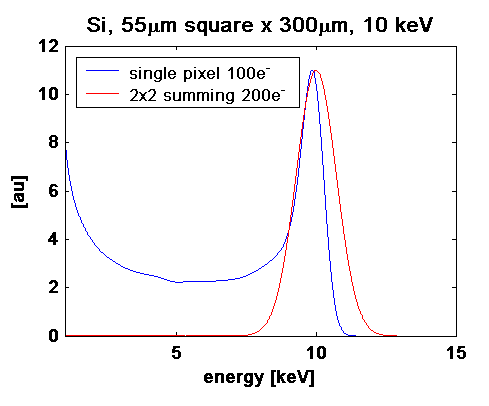 Si, 55µm square x 300µm, 10 keV
12
10
8
6
4
2
0
[au]
single pixel 100e⁻
2x2 summing 200e⁻
5
10
15
energy [keV]